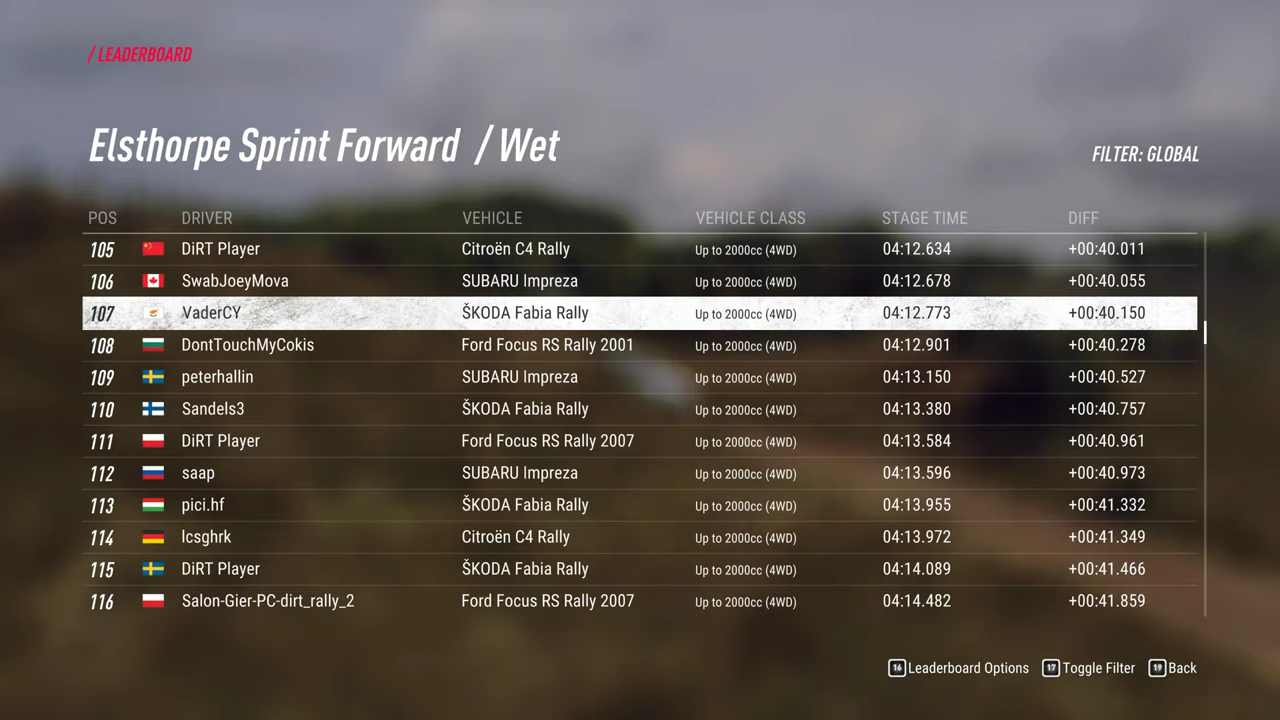 / LEADERBOARD
Elsthorpe Sprint Forward / Wet
FILTER: GLOBAL
POS DRIVER VEHICLE VEHICLE CLASS STAGE TIME DIFF
105 DiRT Player Citroën C4 Rally Up to 2000cc (4WD) 04:12.634 +00:40.011
106 SwabJoeyMova SUBARU Impreza Up to 2000cc (4WD) 04:12.678 +00:40.055
107 VaderCY ŠKODA Fabia Rally Up to 2000cc (4WD) 04:12.773 +00:40.150
108 DontTouchMyCokis Ford Focus RS Rally 2001 Up to 2000cc (4WD) 04:12.901 +00:40.278
109 peterhallin SUBARU Impreza Up to 2000cc (4WD) 04:13.150 +00:40.527
110 Sandels3 ŠKODA Fabia Rally Up to 2000cc (4WD) 04:13.380 +00:40.757
111 DiRT Player Ford Focus RS Rally 2007 Up to 2000cc (4WD) 04:13.584 +00:40.961
112 saap SUBARU Impreza Up to 2000cc (4WD) 04:13.596 +00:40.973
113 pici.hf ŠKODA Fabia Rally Up to 2000cc (4WD) 04:13.955 +00:41.332
114 lcsghrk Citroën C4 Rally Up to 2000cc (4WD) 04:13.972 +00:41.349
115 DiRT Player ŠKODA Fabia Rally Up to 2000cc (4WD) 04:14.089 +00:41.466
116 Salon-Gier-PC-dirt_rally_2 Ford Focus RS Rally 2007 Up to 2000cc (4WD) 04:14.482 +00:41.859
16 Leaderboard Options 17 Toggle Filter 19 Back